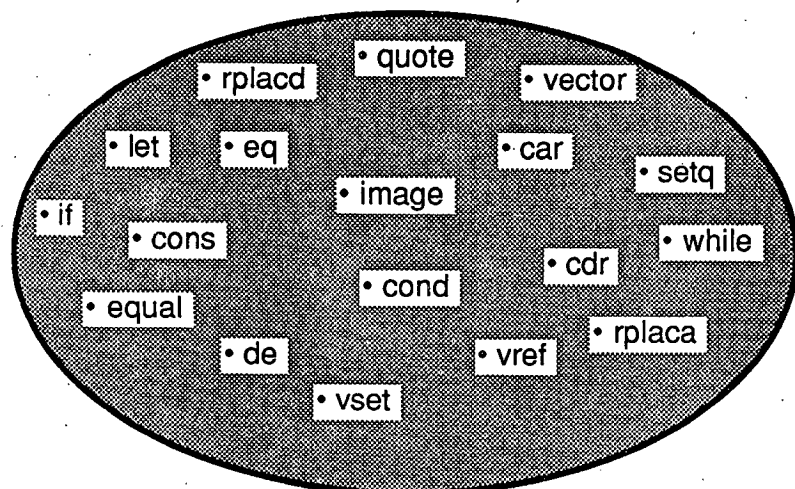 • quote
• rplacd
• vector
• let
• eq
• car
• setq
• image
• if
• cons
• while
• cdr
• cond
• equal
• rplaca
• de
• vref
• vset